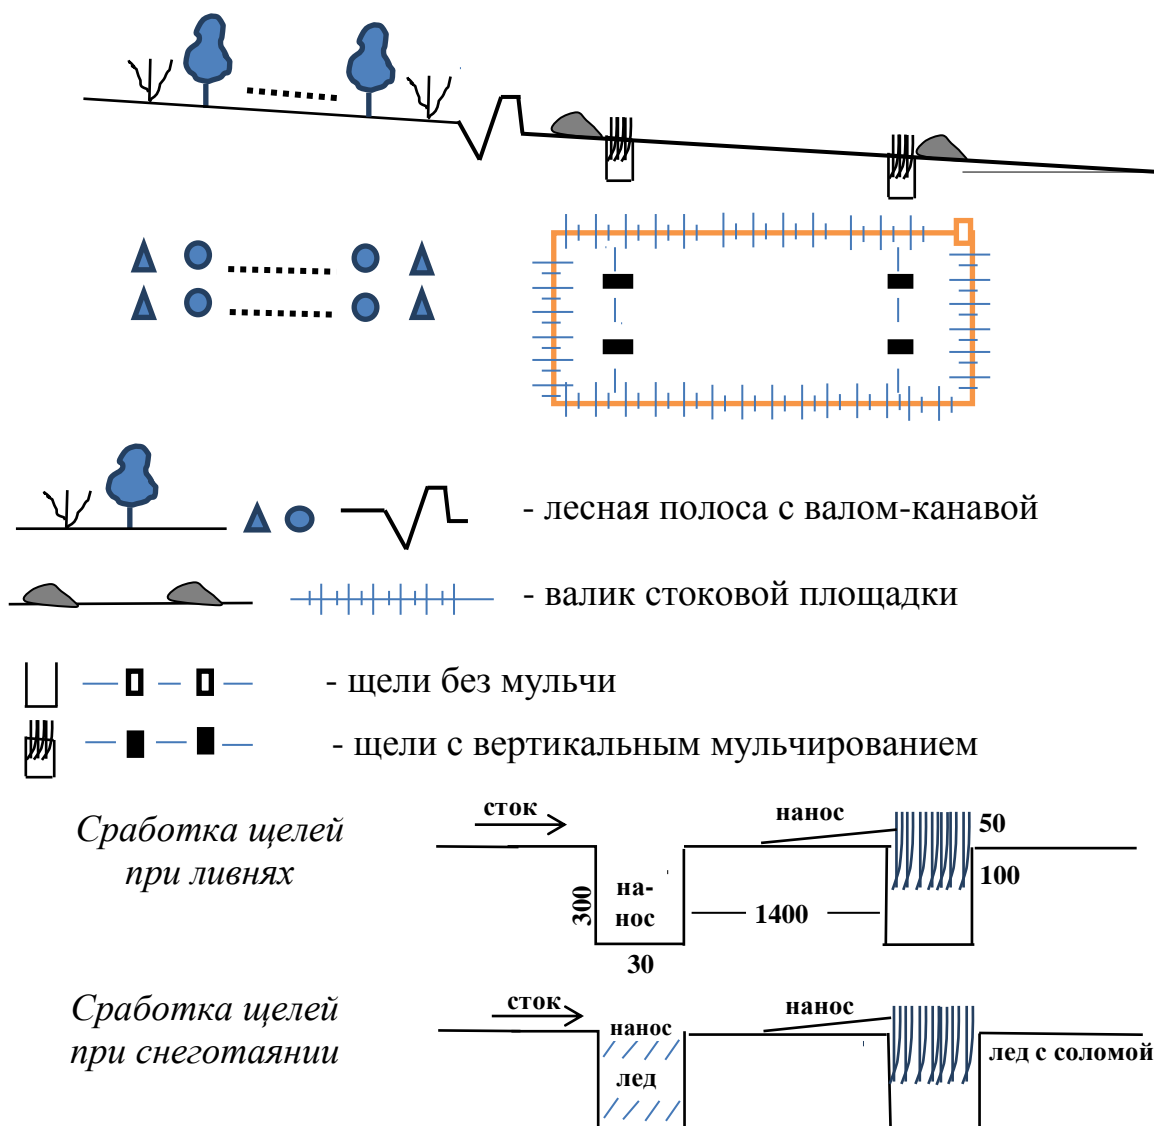 - лесная полоса с валом-канавой
- валик стоковой площадки
- щели без мульчи
- щели с вертикальным мульчированием
Сработка щелей
при ливнях
сток
нанос
50
100
300
на-
нос
1400
30
Сработка щелей
при снеготаянии
сток
нанос
нанос
лед
лед с соломой